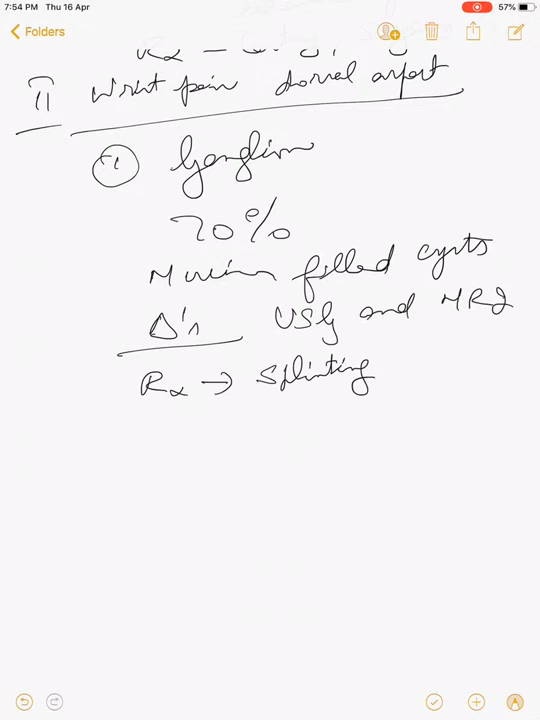 7:54 PM Thu 16 Apr 57%
Folders
II Wrist pain dorsal aspect
(i) Ganglion
70%
Mucin filled cysts
Δ's USG and MRI
Rx → Splinting